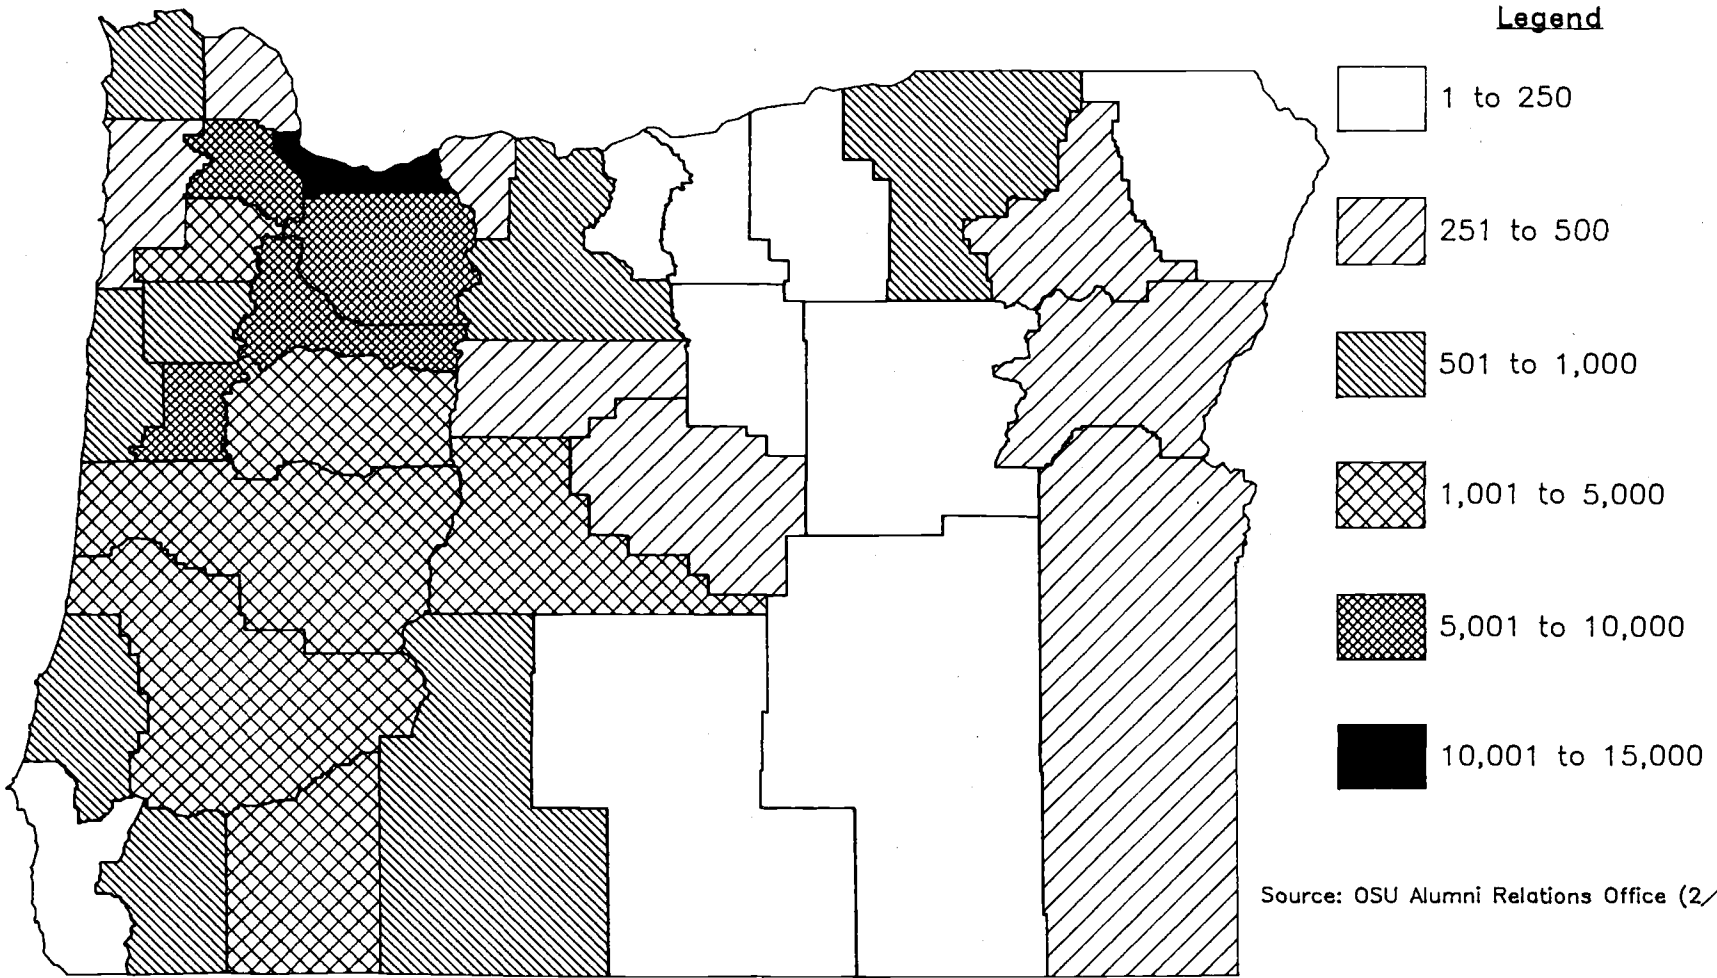 Legend
1 to 250
251 to 500
501 to 1,000
1,001 to 5,000
5,001 to 10,000
10,001 to 15,000
Source: OSU Alumni Relations Office (2/